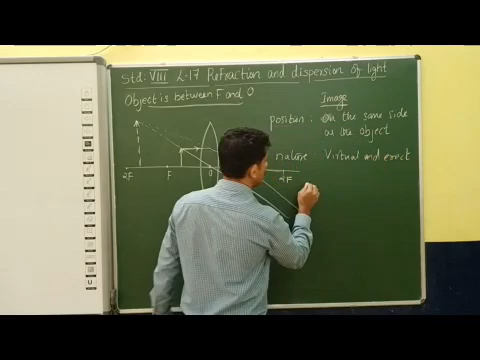 Std: VIII L-17 Refraction and dispersion of light
Object is between F and O
Image
position : On the same side
as the object
nature : Virtual and erect
2F F O 2F
U